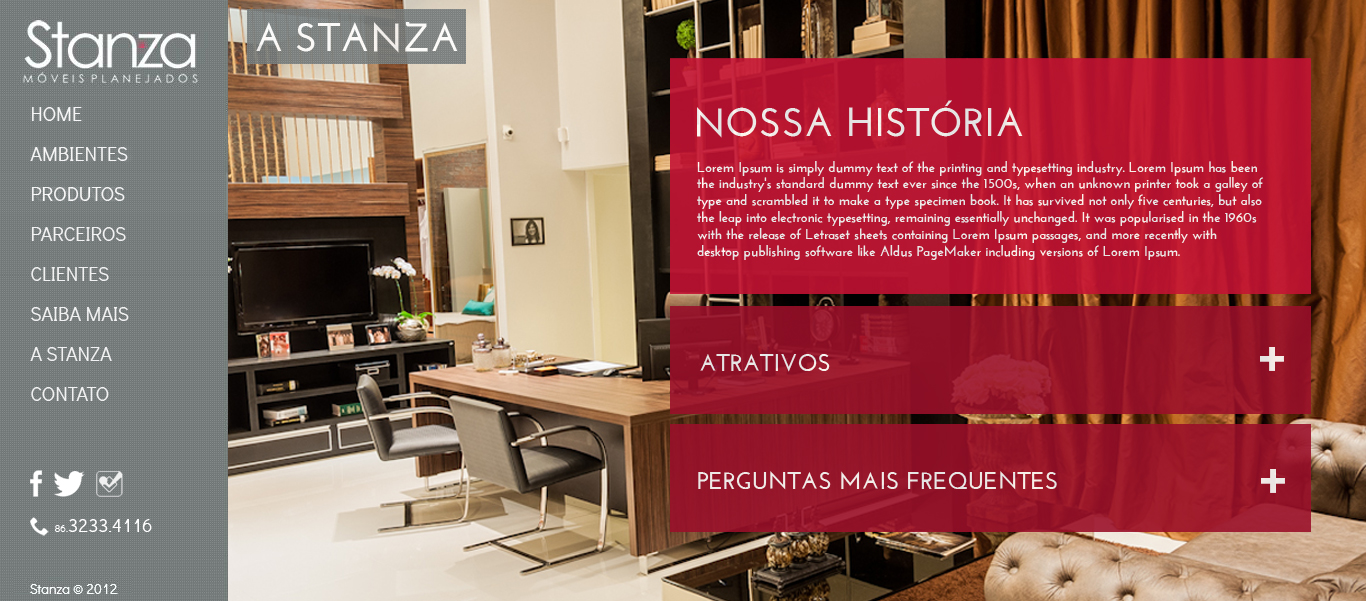 Stanza
MÓVEIS PLANEJADOS
HOME
AMBIENTES
PRODUTOS
PARCEIROS
CLIENTES
SAIBA MAIS
A STANZA
CONTATO
86.3233.4116
Stanza © 2012
A STANZA
NOSSA HISTÓRIA
Lorem Ipsum is simply dummy text of the printing and typesetting industry. Lorem Ipsum has been
the industry's standard dummy text ever since the 1500s, when an unknown printer took a galley of
type and scrambled it to make a type specimen book. It has survived not only five centuries, but also
the leap into electronic typesetting, remaining essentially unchanged. It was popularised in the 1960s
with the release of Letraset sheets containing Lorem Ipsum passages, and more recently with
desktop publishing software like Aldus PageMaker including versions of Lorem Ipsum.
ATRATIVOS
PERGUNTAS MAIS FREQUENTES